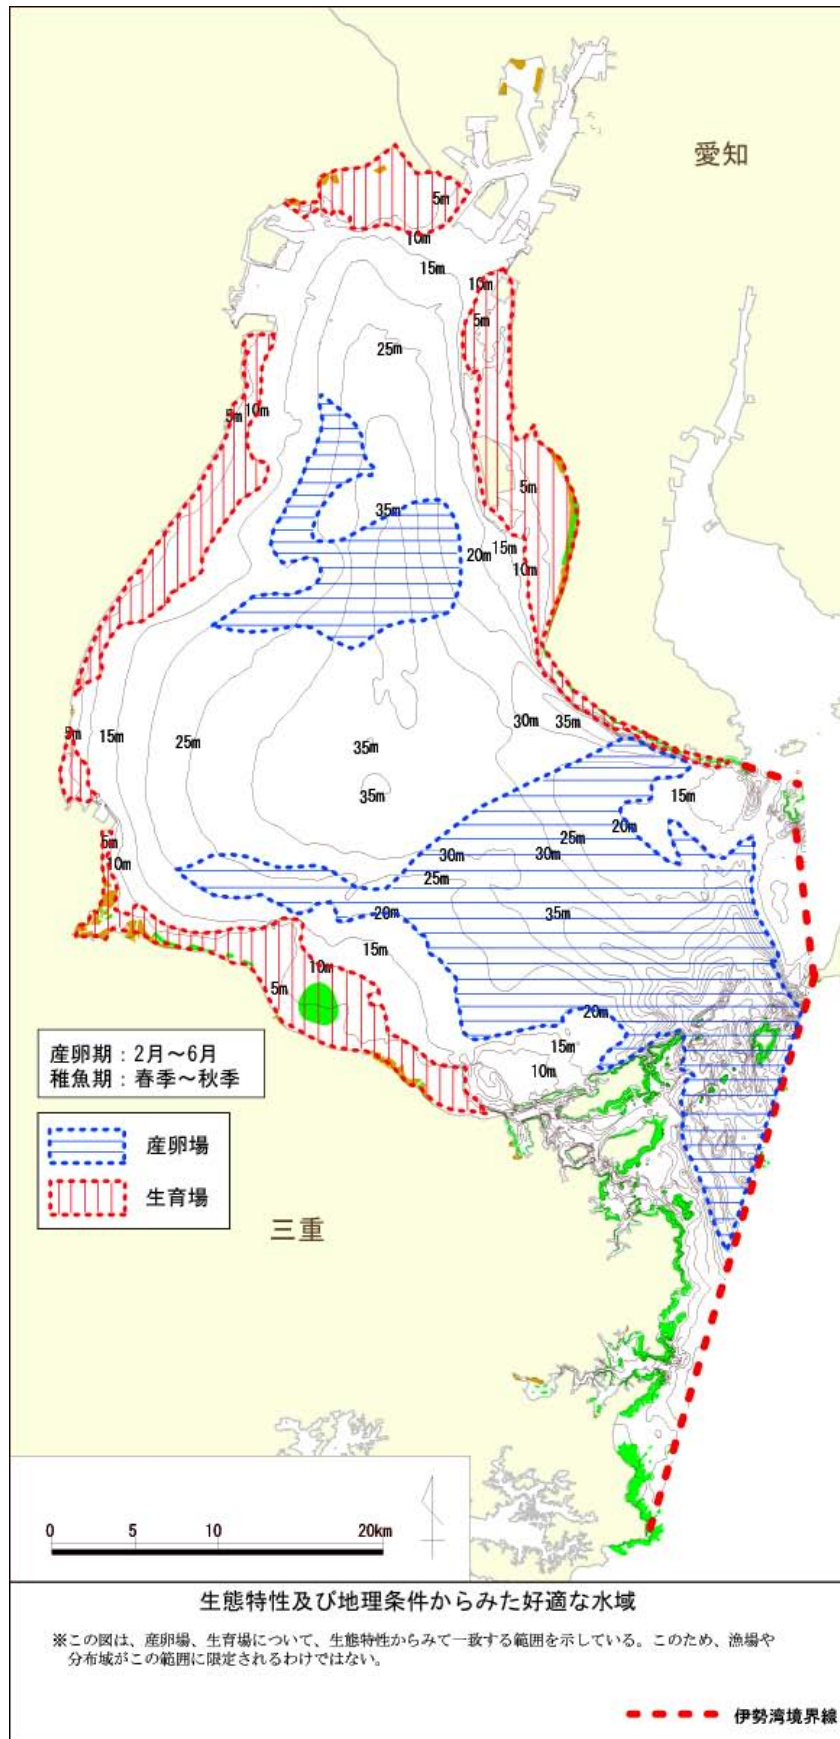 愛知
5m
10m
15m
10m
5m
25m
5m
10m
5m
35m
20m
15m
10m
5m
15m
25m
30m
35m
35m
35m
15m
20m
25m
30m
30m
5m
10m
25m
20m
35m
15m
10m
5m
20m
15m
10m
産卵期：2月～6月
稚魚期：春季～秋季
産卵場
生育場
三重
0 5 10 20km
生態特性及び地理条件からみた好適な水域
※この図は、産卵場、生育場について、生態特性からみて一致する範囲を示している。このため、漁場や
分布域がこの範囲に限定されるわけではない。
伊勢湾境界線